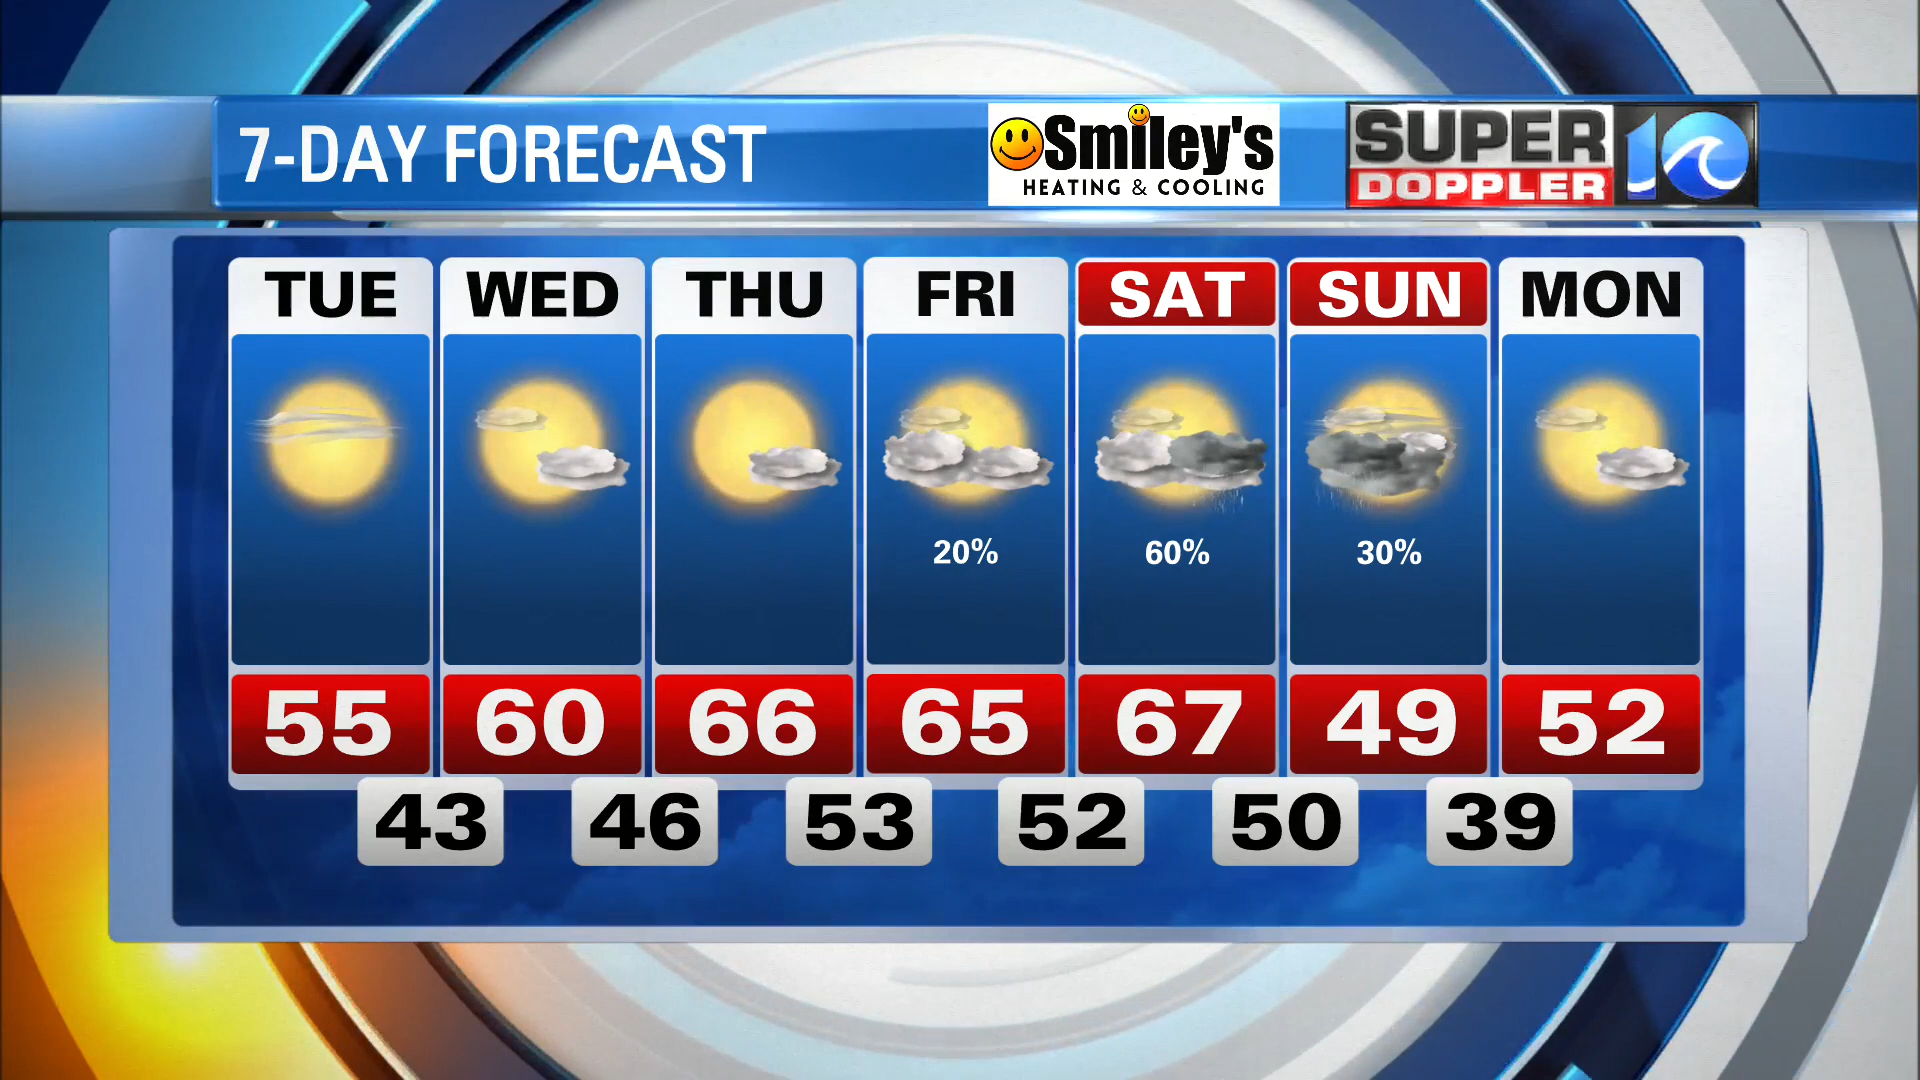 7-DAY FORECAST
Smiley's
HEATING & COOLING
SUPER
DOPPLER
10
TUE WED THU FRI SAT SUN MON
20% 60% 30%
55 60 66 65 67 49 52
43 46 53 52 50 39